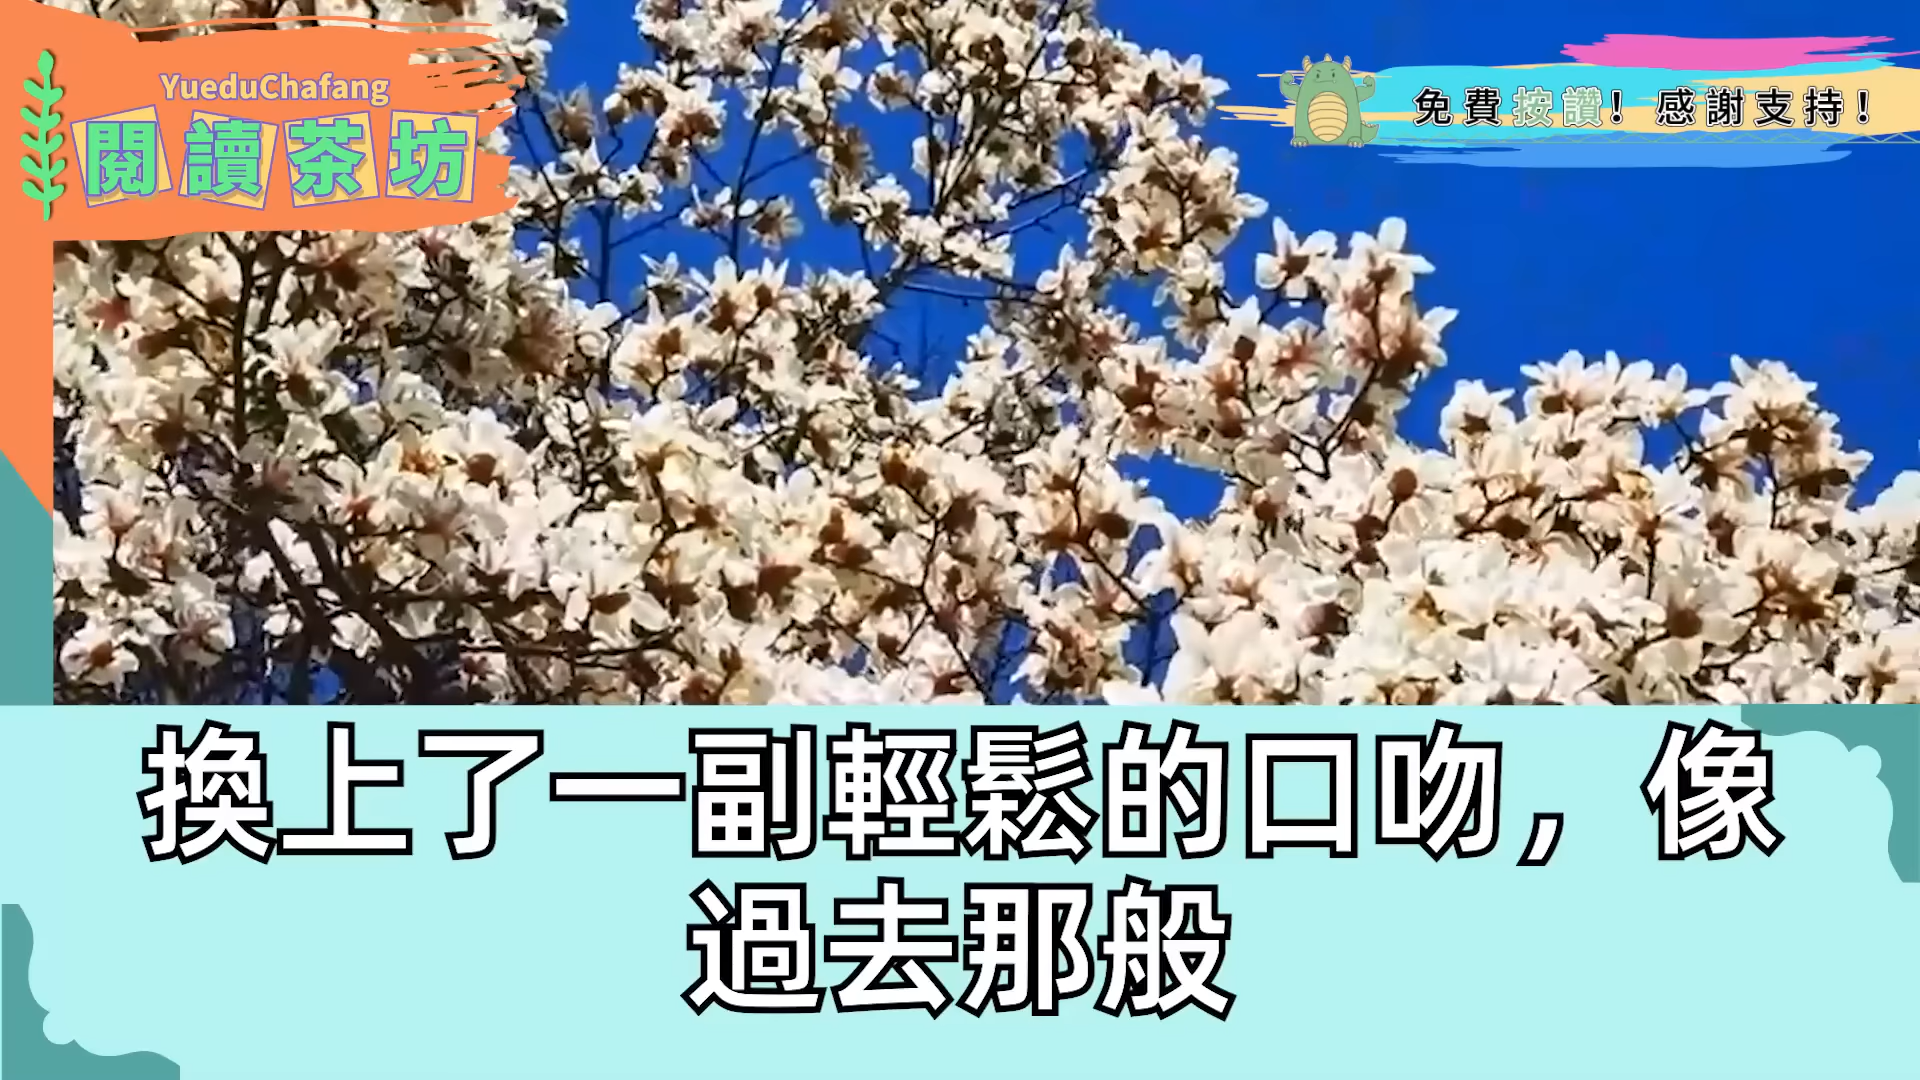 YueduChafang
閱讀茶坊
免費按讚！感謝支持！
換上了一副輕鬆的口吻，像
過去那般